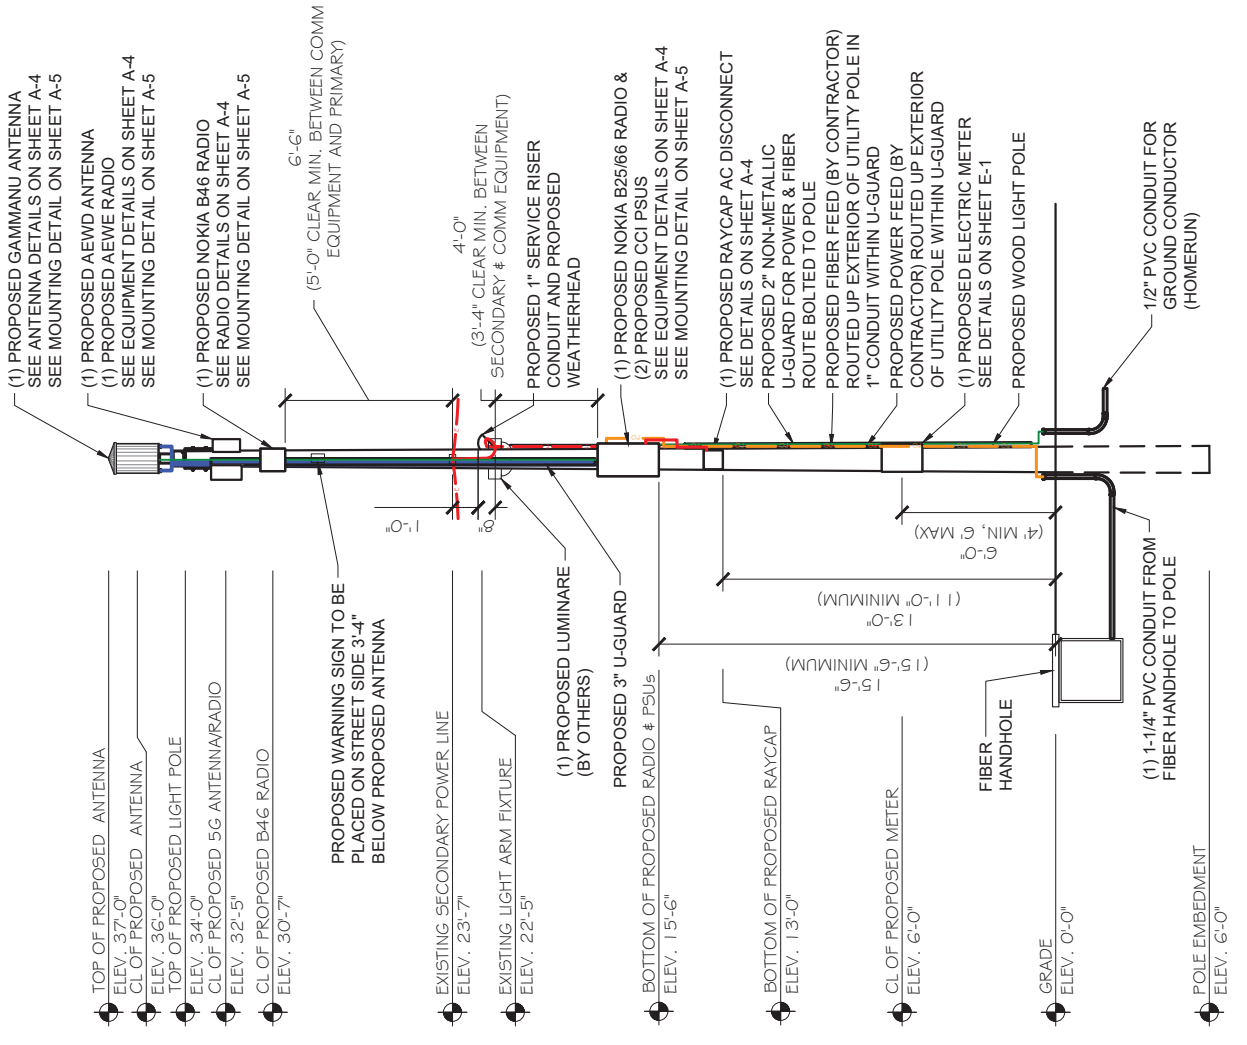 (1) PROPOSED GAMMANU ANTENNA
SEE ANTENNA DETAILS ON SHEET A-4
SEE MOUNTING DETAIL ON SHEET A-5
(1) PROPOSED AEWD ANTENNA
(1) PROPOSED AEWE RADIO
SEE EQUIPMENT DETAILS ON SHEET A-4
SEE MOUNTING DETAIL ON SHEET A-5
(1) PROPOSED NOKIA B46 RADIO
SEE RADIO DETAILS ON SHEET A-4
SEE MOUNTING DETAIL ON SHEET A-5
6'-6"
(5'-0" CLEAR MIN. BETWEEN COMM
EQUIPMENT AND PRIMARY)
4'-0"
(3'-4" CLEAR MIN. BETWEEN
SECONDARY & COMM EQUIPMENT)
PROPOSED 1" SERVICE RISER
CONDUIT AND PROPOSED
WEATHERHEAD
(1) PROPOSED NOKIA B25/66 RADIO &
(2) PROPOSED CCI PSUS
SEE EQUIPMENT DETAILS ON SHEET A-4
SEE MOUNTING DETAIL ON SHEET A-5
(1) PROPOSED RAYCAP AC DISCONNECT
SEE DETAILS ON SHEET A-4
PROPOSED 2" NON-METALLIC
U-GUARD FOR POWER & FIBER
ROUTE BOLTED TO POLE
PROPOSED FIBER FEED (BY CONTRACTOR)
ROUTED UP EXTERIOR OF UTILITY POLE IN
1" CONDUIT WITHIN U-GUARD
PROPOSED POWER FEED (BY
CONTRACTOR) ROUTED UP EXTERIOR
OF UTILITY POLE WITHIN U-GUARD
(1) PROPOSED ELECTRIC METER
SEE DETAILS ON SHEET E-1
PROPOSED WOOD LIGHT POLE
1/2" PVC CONDUIT FOR
GROUND CONDUCTOR
(HOMERUN)
1'-0"
8"
6'-0"
(4' MIN, 6' MAX)
13'-0"
(11'-0" MINIMUM)
15'-6"
(15'-6" MINIMUM)
PROPOSED WARNING SIGN TO BE
PLACED ON STREET SIDE 3'-4"
BELOW PROPOSED ANTENNA
(1) PROPOSED LUMINARE
(BY OTHERS)
PROPOSED 3" U-GUARD
FIBER
HANDHOLE
(1) 1-1/4" PVC CONDUIT FROM
FIBER HANDHOLE TO POLE
TOP OF PROPOSED ANTENNA
ELEV. 37'-0"
CL OF PROPOSED ANTENNA
ELEV. 36'-0"
TOP OF PROPOSED LIGHT POLE
ELEV. 34'-0"
CL OF PROPOSED 5G ANTENNA/RADIO
ELEV. 32'-5"
CL OF PROPOSED B46 RADIO
ELEV. 30'-7"
EXISTING SECONDARY POWER LINE
ELEV. 23'-7"
EXISTING LIGHT ARM FIXTURE
ELEV. 22'-5"
BOTTOM OF PROPOSED RADIO & PSUs
ELEV. 15'-6"
BOTTOM OF PROPOSED RAYCAP
ELEV. 13'-0"
CL OF PROPOSED METER
ELEV. 6'-0"
GRADE
ELEV. 0'-0"
POLE EMBEDMENT
ELEV. 6'-0"